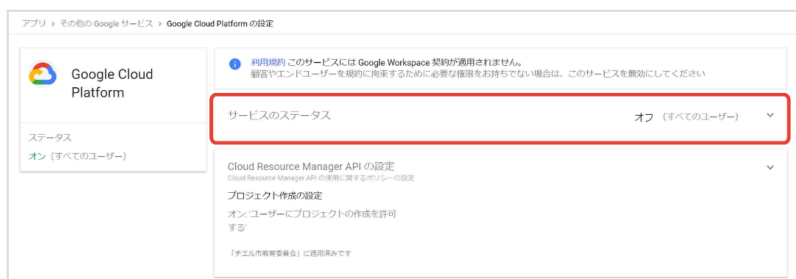 アプリ > その他の Google サービス > Google Cloud Platform の設定
Google Cloud
Platform
ステータス
オン（すべてのユーザー）
利用規約 このサービスには Google Workspace 契約が適用されません。
顧客やエンドユーザーを規約に拘束するために必要な権限をお持ちでない場合は、このサービスを無効にしてください
サービスのステータス
オフ（すべてのユーザー）
Cloud Resource Manager API の設定
Cloud Resource Manager API の使用に関するポリシーの設定
プロジェクト作成の設定
オン: 'ユーザーにプロジェクトの作成を許可
する'
「チエル市教育委員会」に適用済みです